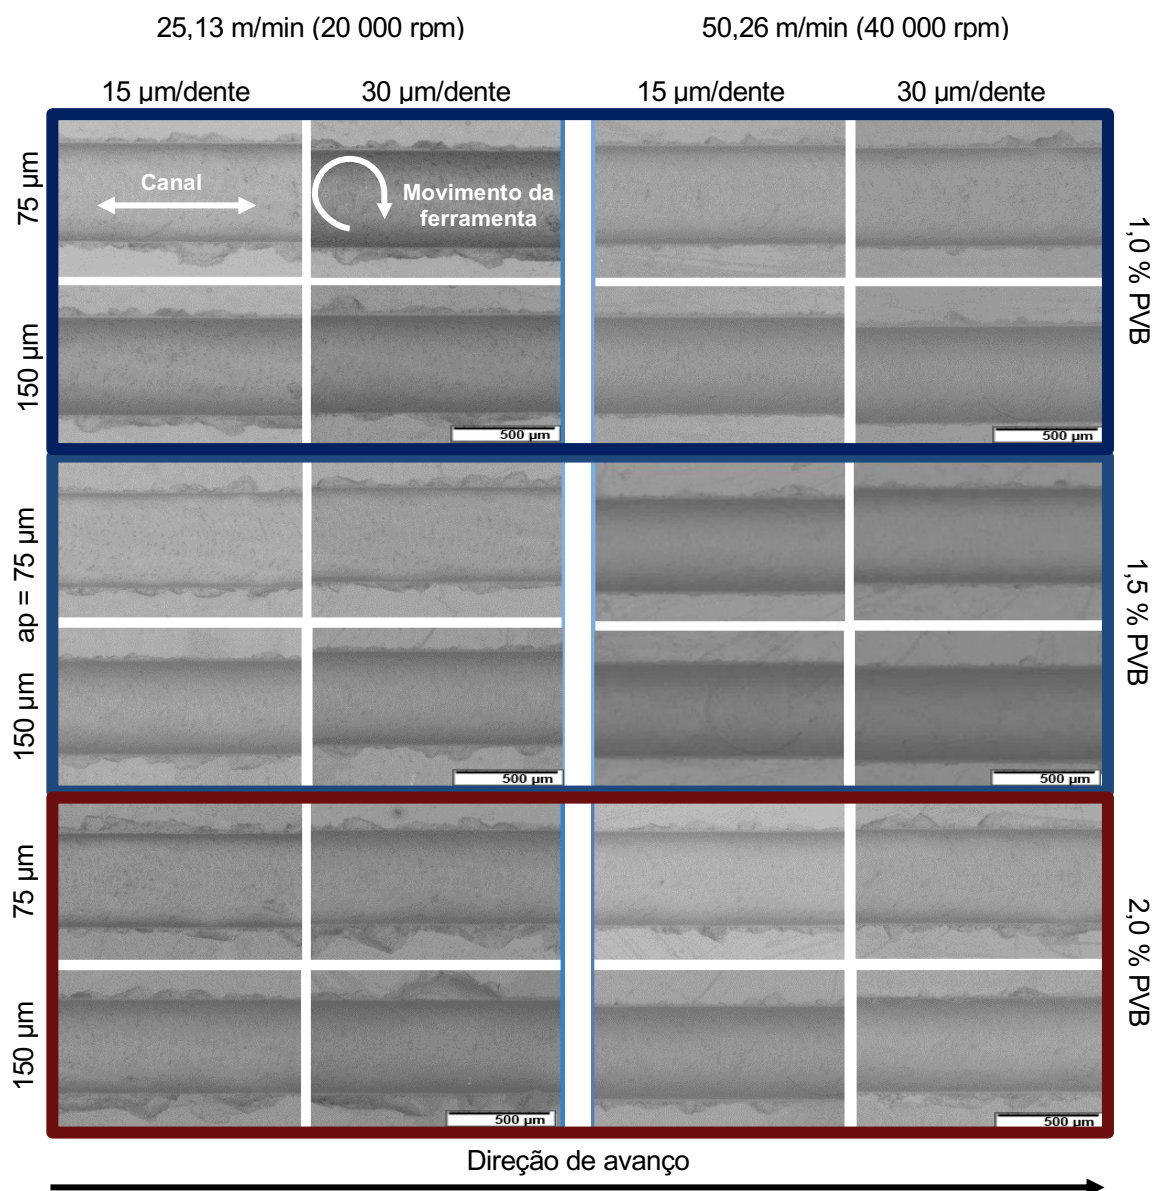 25,13 m/min (20 000 rpm)
50,26 m/min (40 000 rpm)
15 µm/dente
30 µm/dente
15 µm/dente
30 µm/dente
75 µm
Canal
Movimento da
ferramenta
150 µm
500 µm
500 µm
1,0 % PVB
ap = 75 µm
150 µm
500 µm
500 µm
1,5 % PVB
75 µm
150 µm
500 µm
500 µm
2,0 % PVB
Direção de avanço